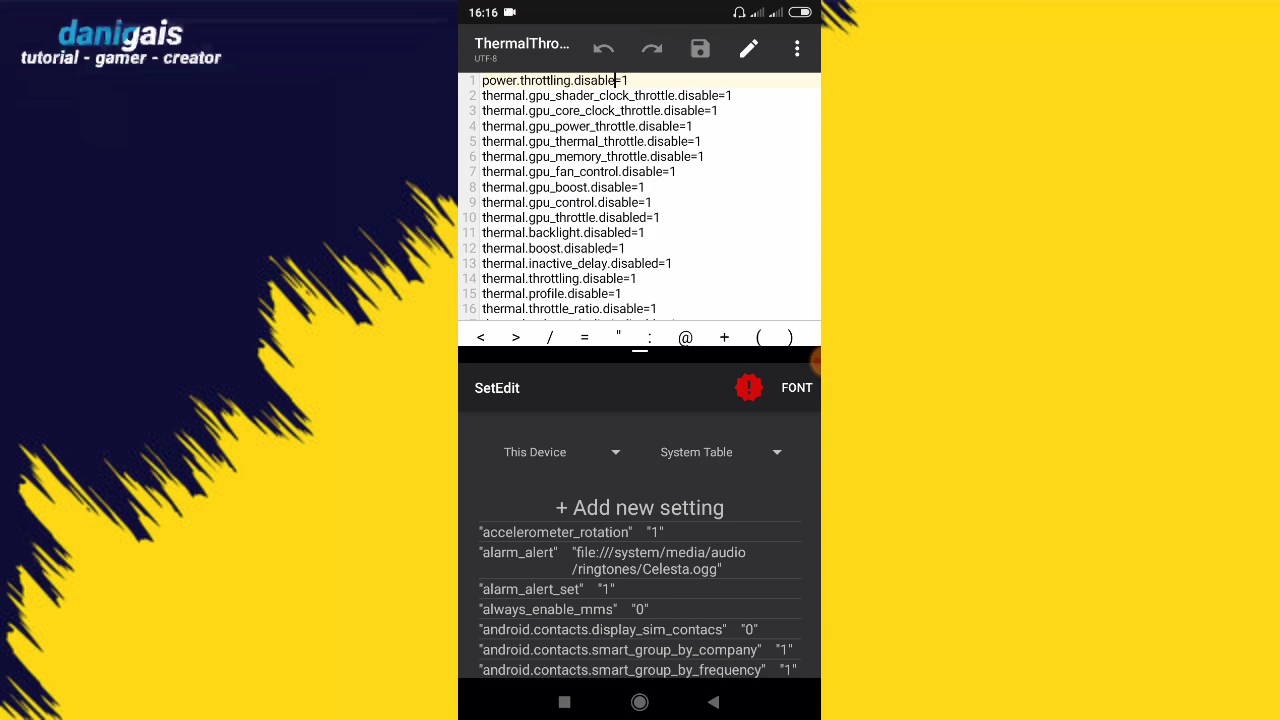 danigais
tutorial - gamer - creator
16:16
ThermalThro...
UTF-8
1 power.throttling.disable=1
2 thermal.gpu_shader_clock_throttle.disable=1
3 thermal.gpu_core_clock_throttle.disable=1
4 thermal.gpu_power_throttle.disable=1
5 thermal.gpu_thermal_throttle.disable=1
6 thermal.gpu_memory_throttle.disable=1
7 thermal.gpu_fan_control.disable=1
8 thermal.gpu_boost.disable=1
9 thermal.gpu_control.disable=1
10 thermal.gpu_throttle.disabled=1
11 thermal.backlight.disabled=1
12 thermal.boost.disabled=1
13 thermal.inactive_delay.disabled=1
14 thermal.throttling.disable=1
15 thermal.profile.disable=1
16 thermal.throttle_ratio.disable=1
< > / = " : @ + ( )
SetEdit
FONT
This Device
System Table
+ Add new setting
"accelerometer_rotation" "1"
"alarm_alert" "file:///system/media/audio
/ringtones/Celesta.ogg"
"alarm_alert_set" "1"
"always_enable_mms" "0"
"android.contacts.display_sim_contacs" "0"
"android.contacts.smart_group_by_company" "1"
"android.contacts.smart_group_by_frequency" "1"